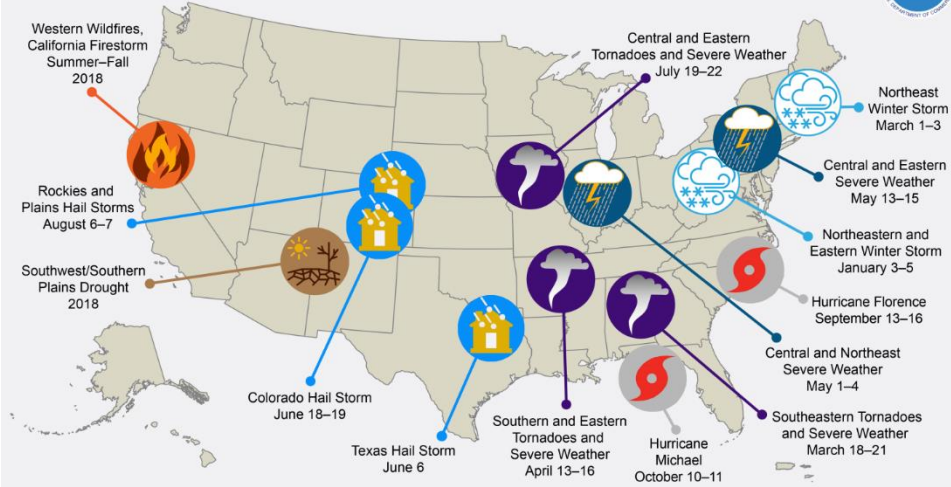 Western Wildfires,
California Firestorm
Summer–Fall
2018
Central and Eastern
Tornadoes and Severe Weather
July 19–22
Northeast
Winter Storm
March 1–3
Central and Eastern
Severe Weather
May 13–15
Rockies and
Plains Hail Storms
August 6–7
Northeastern and
Eastern Winter Storm
January 3–5
Southwest/Southern
Plains Drought
2018
Hurricane Florence
September 13–16
Central and Northeast
Severe Weather
May 1–4
Colorado Hail Storm
June 18–19
Texas Hail Storm
June 6
Southern and Eastern
Tornadoes and
Severe Weather
April 13–16
Hurricane
Michael
October 10–11
Southeastern Tornadoes
and Severe Weather
March 18–21
DEPARTMENT OF COMMERCE